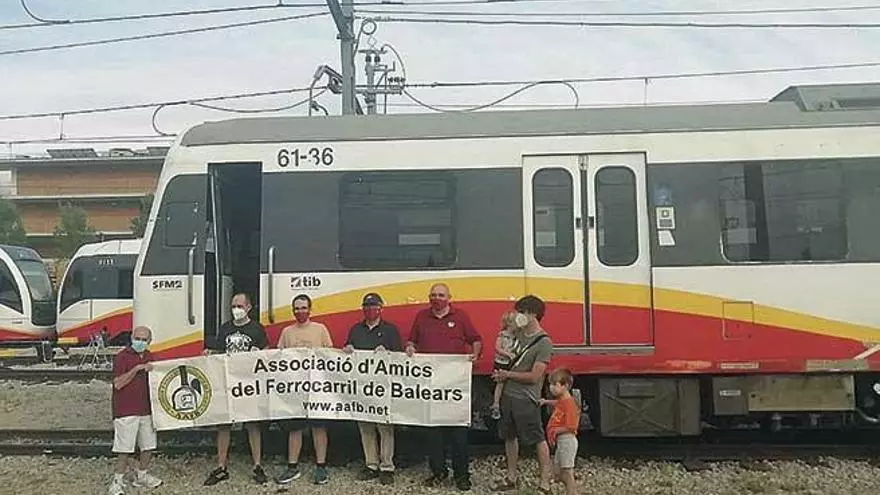 61-36
SFM
tib
Associació d'Amics
del Ferrocarril de Balears
www.aafb.net